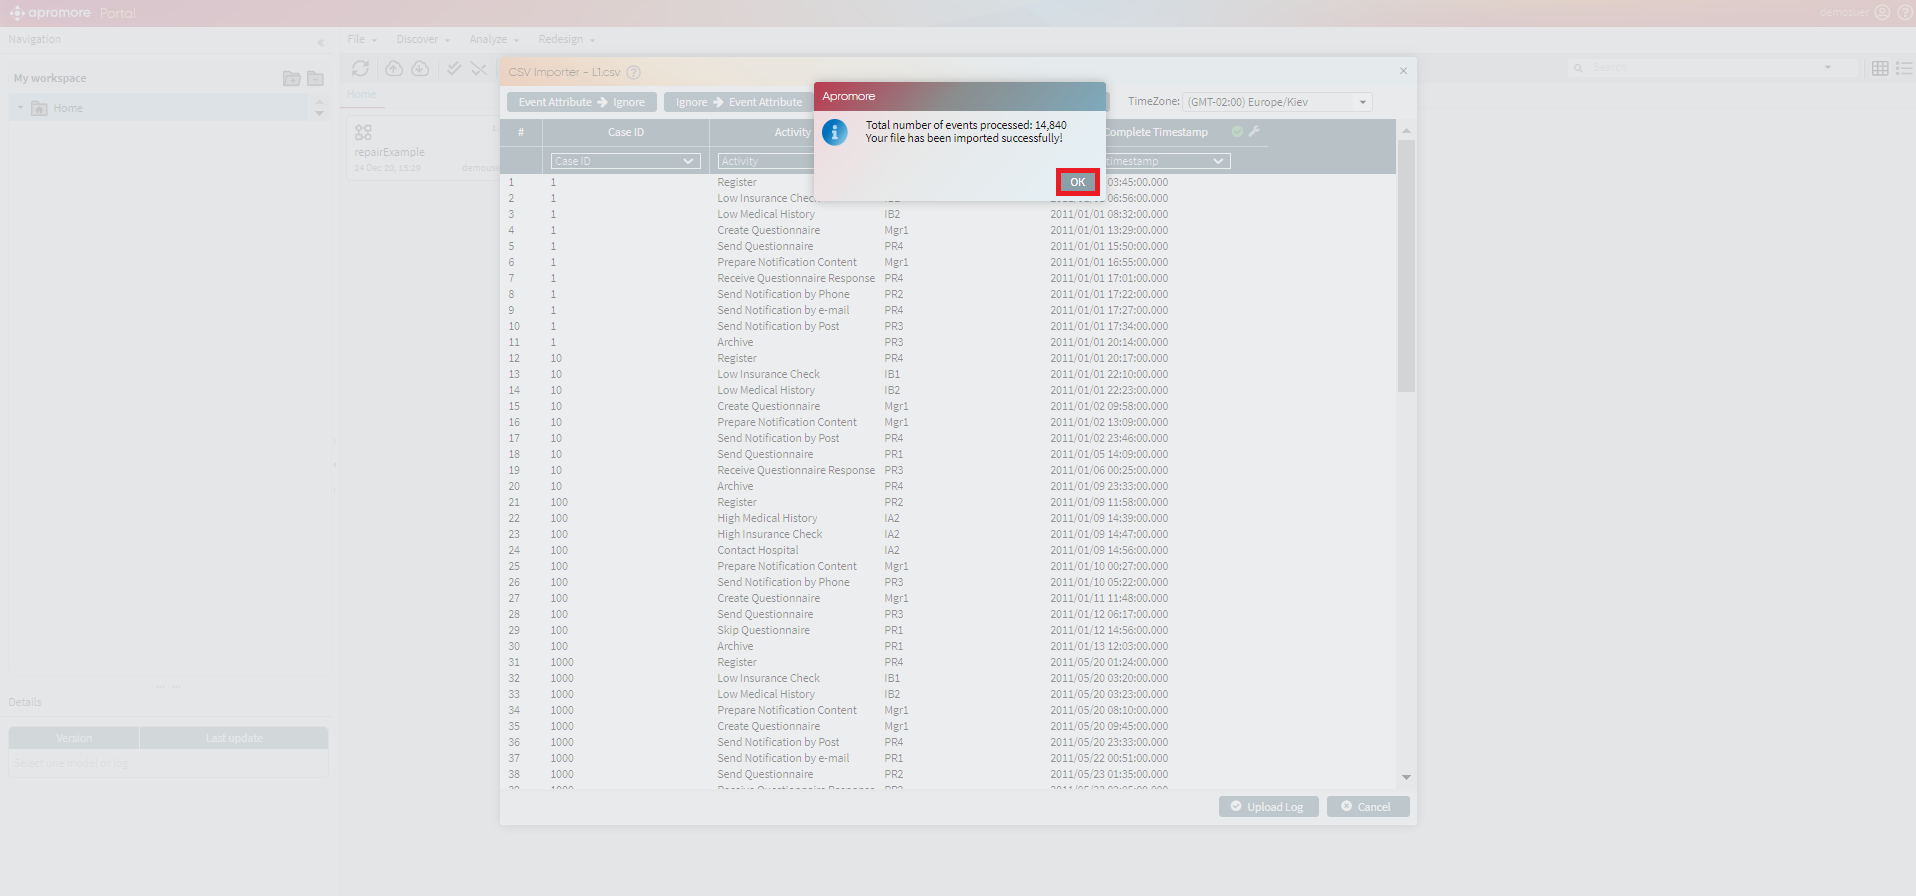 apromore Portal
demosuer
Navigation
File Discover Analyze Redesign
My workspace
Home
Home
repairExample
24 Dec 20, 15:29 demouse
1
Search
CSV Importer - L1.csv
Event Attribute → Ignore
Ignore → Event Attribute
TimeZone: (GMT-02:00) Europe/Kiev
Apromore
Total number of events processed: 14,840
Your file has been imported successfully!
OK
# Case ID Activity Complete Timestamp
Case ID Activity timestamp
1 1 Register 03:45:00.000
2 1 Low Insurance Check 06:56:00.000
3 1 Low Medical History IB2 2011/01/01 08:32:00.000
4 1 Create Questionnaire Mgr1 2011/01/01 13:29:00.000
5 1 Send Questionnaire PR4 2011/01/01 15:50:00.000
6 1 Prepare Notification Content Mgr1 2011/01/01 16:55:00.000
7 1 Receive Questionnaire Response PR4 2011/01/01 17:01:00.000
8 1 Send Notification by Phone PR2 2011/01/01 17:22:00.000
9 1 Send Notification by e-mail PR4 2011/01/01 17:27:00.000
10 1 Send Notification by Post PR3 2011/01/01 17:34:00.000
11 1 Archive PR3 2011/01/01 20:14:00.000
12 10 Register PR4 2011/01/01 20:17:00.000
13 10 Low Insurance Check IB1 2011/01/01 22:10:00.000
14 10 Low Medical History IB2 2011/01/01 22:23:00.000
15 10 Create Questionnaire Mgr1 2011/01/02 09:58:00.000
16 10 Prepare Notification Content Mgr1 2011/01/02 13:09:00.000
17 10 Send Notification by Post PR4 2011/01/02 23:46:00.000
18 10 Send Questionnaire PR1 2011/01/05 14:09:00.000
19 10 Receive Questionnaire Response PR3 2011/01/06 00:25:00.000
20 10 Archive PR4 2011/01/09 23:33:00.000
21 100 Register PR2 2011/01/09 11:58:00.000
22 100 High Medical History IA2 2011/01/09 14:39:00.000
23 100 High Insurance Check IA2 2011/01/09 14:47:00.000
24 100 Contact Hospital IA2 2011/01/09 14:56:00.000
25 100 Prepare Notification Content Mgr1 2011/01/10 00:27:00.000
26 100 Send Notification by Phone PR3 2011/01/10 05:22:00.000
27 100 Create Questionnaire Mgr1 2011/01/11 11:48:00.000
28 100 Send Questionnaire PR3 2011/01/12 06:17:00.000
29 100 Skip Questionnaire PR1 2011/01/12 14:56:00.000
30 100 Archive PR1 2011/01/13 12:03:00.000
31 1000 Register PR4 2011/05/20 01:24:00.000
32 1000 Low Insurance Check IB1 2011/05/20 03:20:00.000
33 1000 Low Medical History IB2 2011/05/20 03:23:00.000
34 1000 Prepare Notification Content Mgr1 2011/05/20 08:10:00.000
35 1000 Create Questionnaire Mgr1 2011/05/20 09:45:00.000
36 1000 Send Notification by Post PR4 2011/05/20 23:33:00.000
37 1000 Send Notification by e-mail PR1 2011/05/22 00:51:00.000
38 1000 Send Questionnaire PR2 2011/05/23 01:35:00.000
Details
Version Last update
Select one model or log
Upload Log Cancel